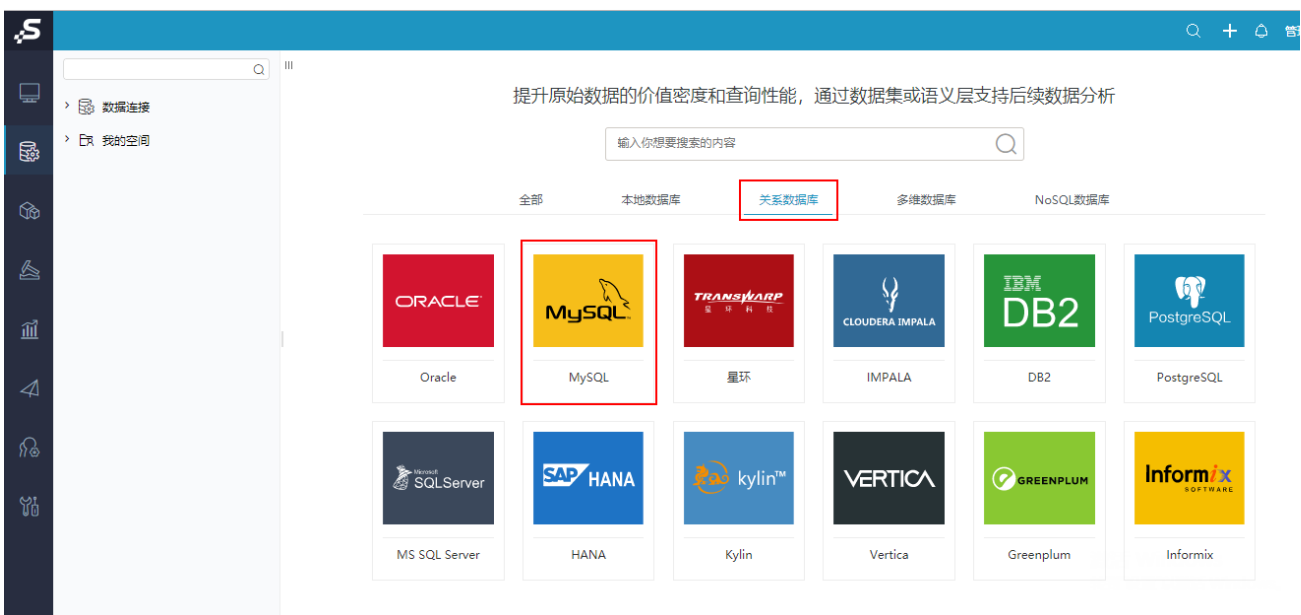 管理
数据连接
我的空间
提升原始数据的价值密度和查询性能，通过数据集或语义层支持后续数据分析
输入你想要搜索的内容
全部 本地数据库 关系数据库 多维数据库 NoSQL数据库
ORACLE MySQL TRANSWARP CLOUDERA IMPALA IBM DB2 PostgreSQL
星环科技
Oracle MySQL 星环 IMPALA DB2 PostgreSQL
Microsoft SQLServer SAP HANA kylin™ VERTICA GREENPLUM Informix SOFTWARE
MS SQL Server HANA Kylin Vertica Greenplum Informix